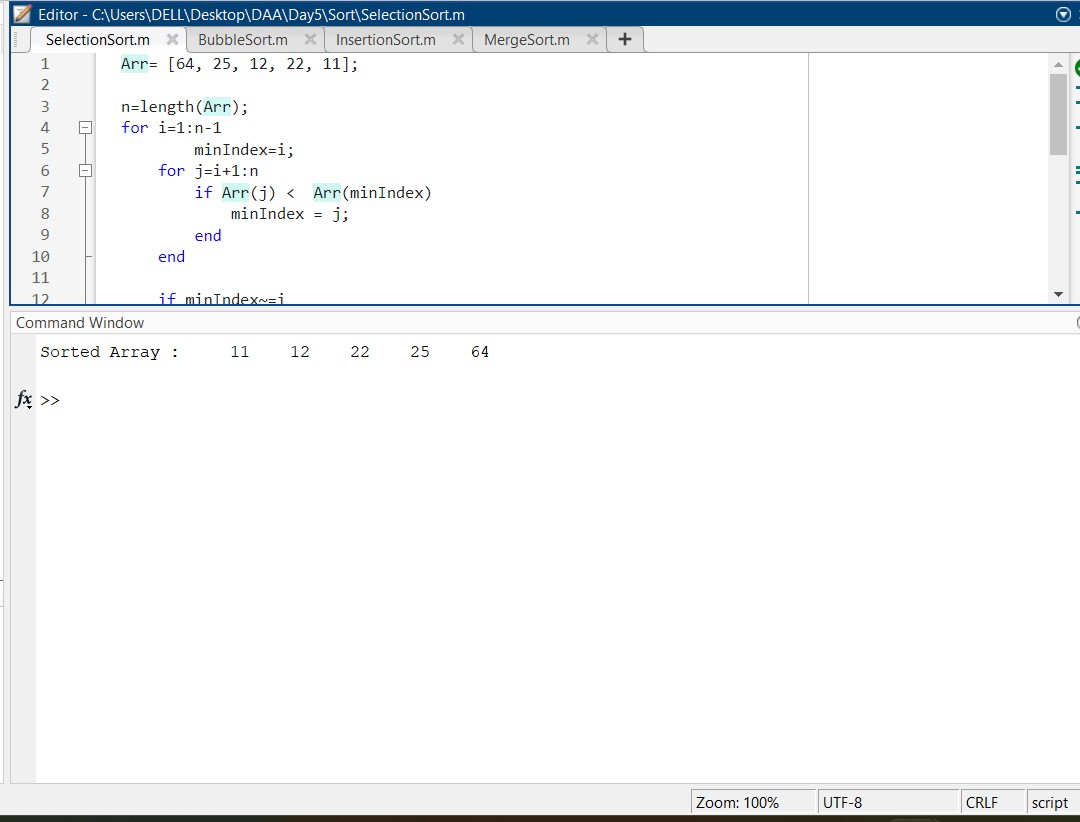 Editor - C:\Users\DELL\Desktop\DAA\Day5\Sort\SelectionSort.m
SelectionSort.m BubbleSort.m InsertionSort.m MergeSort.m +
1 Arr= [64, 25, 12, 22, 11];
2
3 n=length(Arr);
4 for i=1:n-1
5 minIndex=i;
6 for j=i+1:n
7 if Arr(j) < Arr(minIndex)
8 minIndex = j;
9 end
10 end
11
12 if minIndex~=i
Command Window
Sorted Array : 11 12 22 25 64
fx >>
Zoom: 100% UTF-8 CRLF script